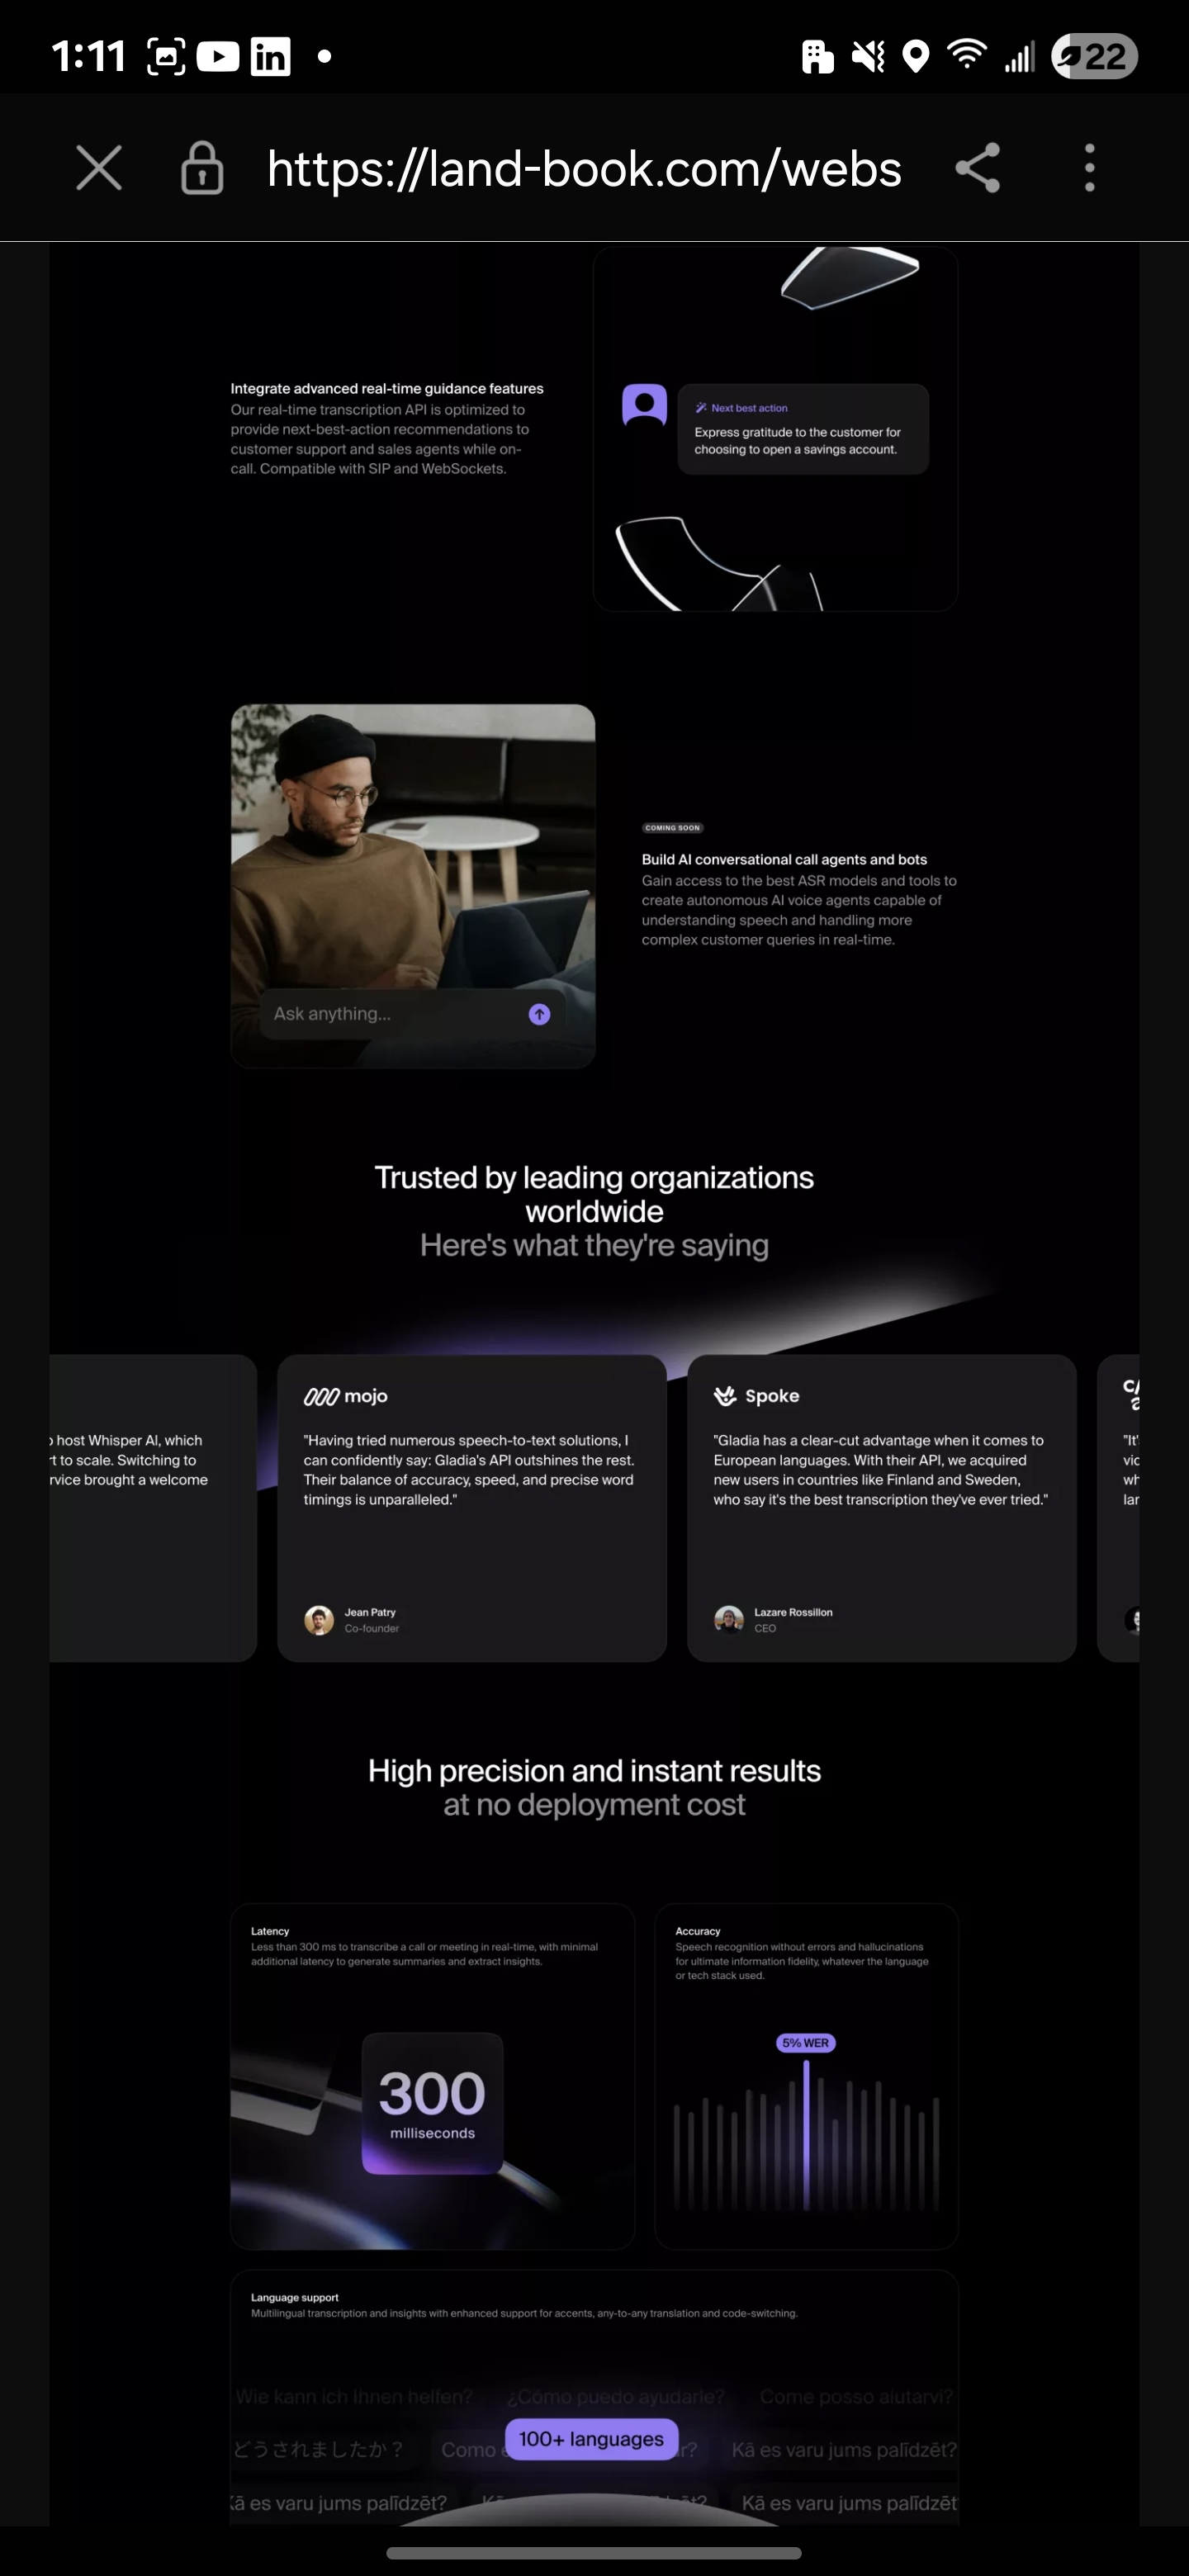 1:11
22
https://land-book.com/webs
Integrate advanced real-time guidance features
Our real-time transcription API is optimized to
provide next-best-action recommendations to
customer support and sales agents while on-
call. Compatible with SIP and WebSockets.
Next best action
Express gratitude to the customer for
choosing to open a savings account.
Ask anything...
COMING SOON
Build AI conversational call agents and bots
Gain access to the best ASR models and tools to
create autonomous AI voice agents capable of
understanding speech and handling more
complex customer queries in real-time.
Trusted by leading organizations
worldwide
Here's what they're saying
host Whisper AI, which
t to scale. Switching to
rvice brought a welcome
mojo
"Having tried numerous speech-to-text solutions, I
can confidently say: Gladia's API outshines the rest.
Their balance of accuracy, speed, and precise word
timings is unparalleled."
Jean Patry
Co-founder
Spoke
"Gladia has a clear-cut advantage when it comes to
European languages. With their API, we acquired
new users in countries like Finland and Sweden,
who say it's the best transcription they've ever tried."
Lazare Rossillon
CEO
c/
a
"It'
vic
wh
lar
High precision and instant results
at no deployment cost
Latency
Less than 300 ms to transcribe a call or meeting in real-time, with minimal
additional latency to generate summaries and extract insights.
300
milliseconds
Accuracy
Speech recognition without errors and hallucinations
for ultimate information fidelity, whatever the language
or tech stack used.
5% WER
Language support
Multilingual transcription and insights with enhanced support for accents, any-to-any translation and code-switching.
Wie kann ich Ihnen helfen? ¿Cómo puedo ayudarle? Come posso aiutarvi?
100+ languages
どうされましたか？ Como r? Kā es varu jums palīdzēt?
Kā es varu jums palīdzēt? Kā es varu jums palīdzēt